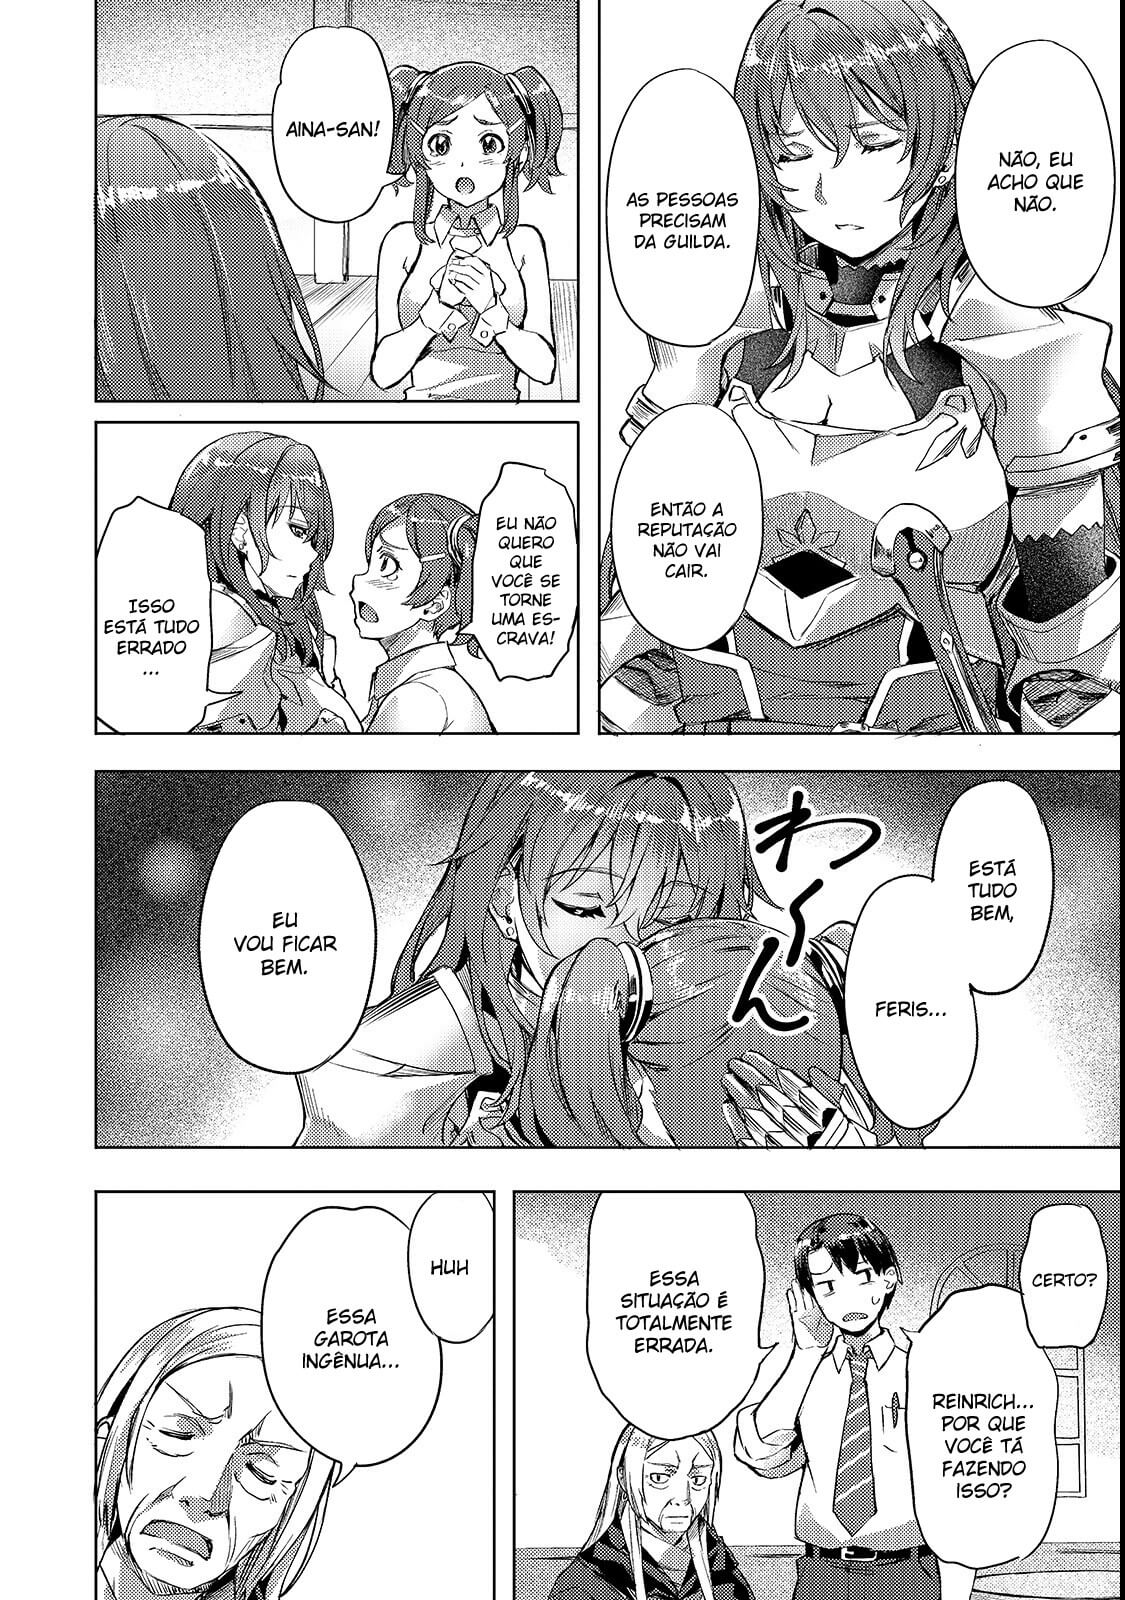 NÃO, EU
ACHO QUE
NÃO.
AS PESSOAS
PRECISAM
DA GUILDA.
ENTÃO A
REPUTAÇÃO
NÃO VAI
CAIR.
AINA-SAN!
EU NÃO
QUERO QUE
VOCÊ SE
TORNE
UMA ES-
CRAVA!
ISSO
ESTÁ TUDO
ERRADO
...
ESTÁ
TUDO
BEM,
FERIS...
わ～ん
EU
VOU FICAR
BEM.
CERTO?
REINRICH...
POR QUE
VOCÊ TÁ
FAZENDO
ISSO?
ESSA
SITUAÇÃO É
TOTALMENTE
ERRADA.
HUH
ESSA
GAROTA
INGÊNUA...